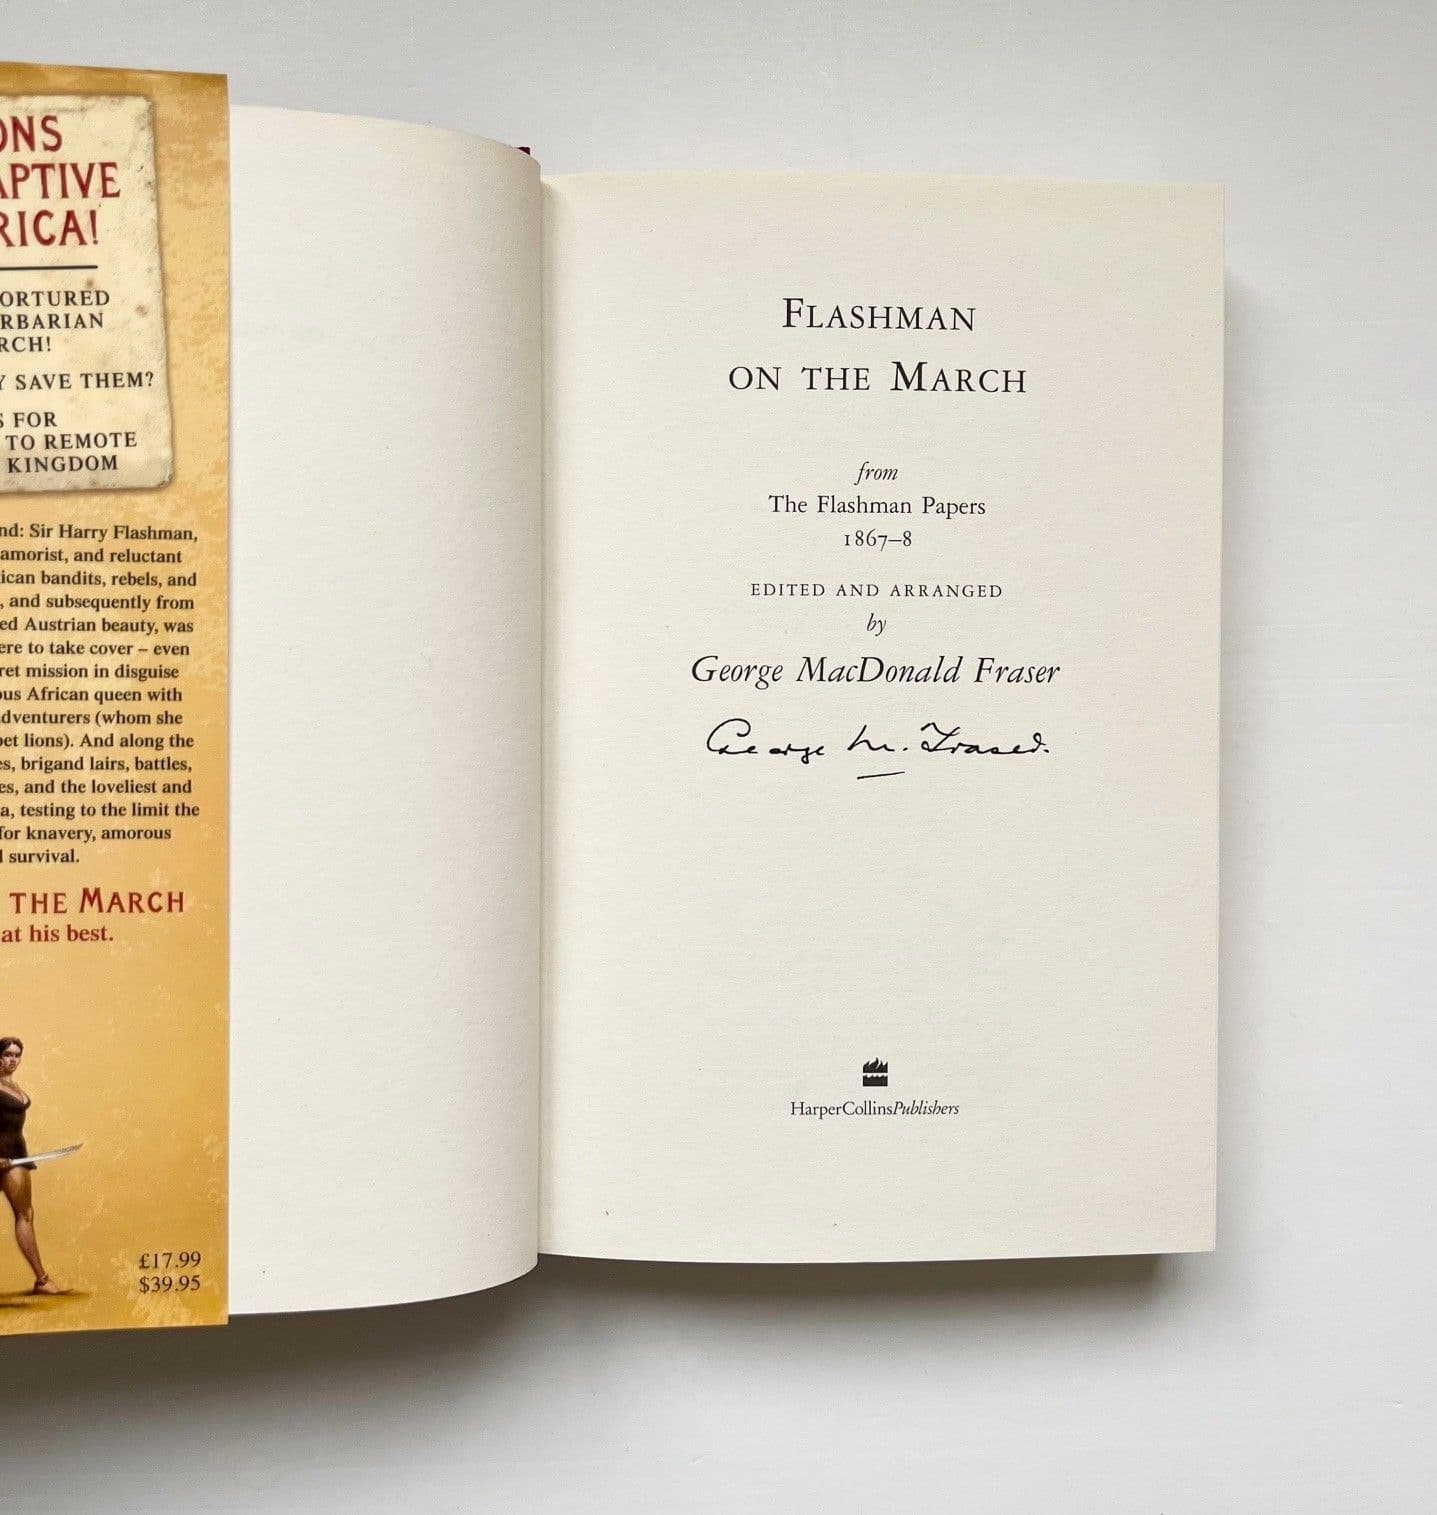 ONS
APTIVE
RICA!
ORTURED
RBARIAN
RCH!
Y SAVE THEM?
S FOR
TO REMOTE
KINGDOM
nd: Sir Harry Flashman,
amorist, and reluctant
ican bandits, rebels, and
, and subsequently from
ed Austrian beauty, was
ere to take cover – even
ret mission in disguise
ous African queen with
dventurers (whom she
pet lions). And along the
es, brigand lairs, battles,
es, and the loveliest and
a, testing to the limit the
for knavery, amorous
l survival.
THE MARCH
at his best.
£17.99
$39.95
FLASHMAN
ON THE MARCH
from
The Flashman Papers
1867–8
EDITED AND ARRANGED
by
George MacDonald Fraser
George M. Fraser.
HarperCollinsPublishers